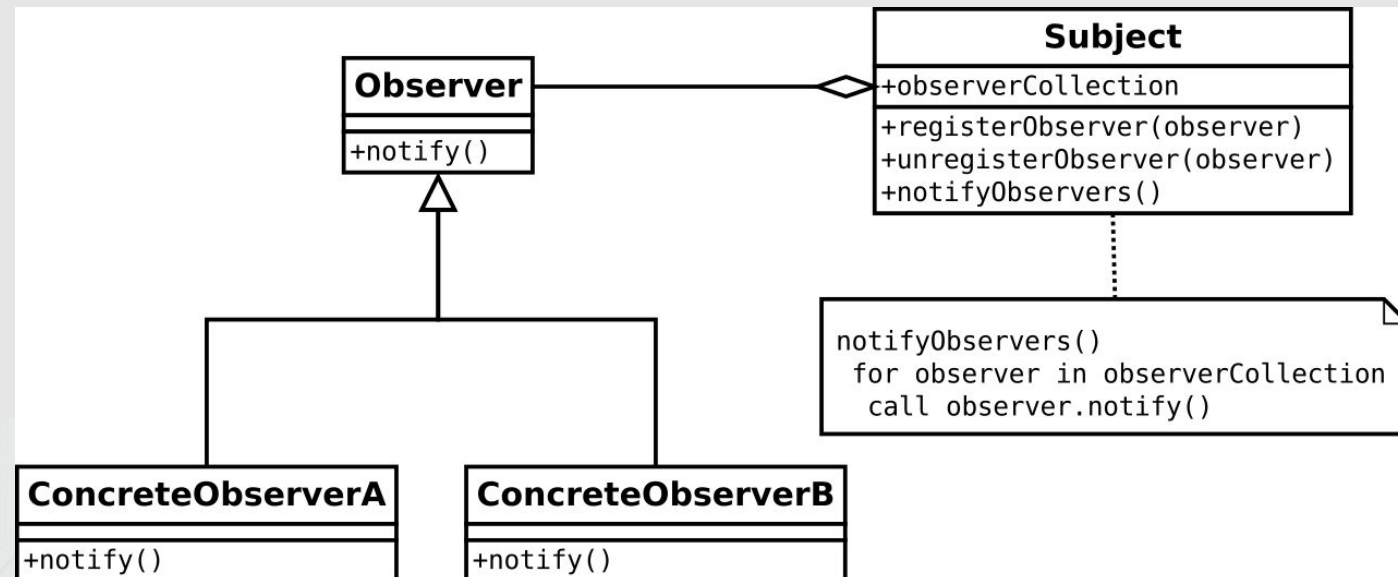 Observer
+notify()
Subject
+observerCollection
+registerObserver(observer)
+unregisterObserver(observer)
+notifyObservers()
notifyObservers()
for observer in observerCollection
call observer.notify()
ConcreteObserverA
+notify()
ConcreteObserverB
+notify()